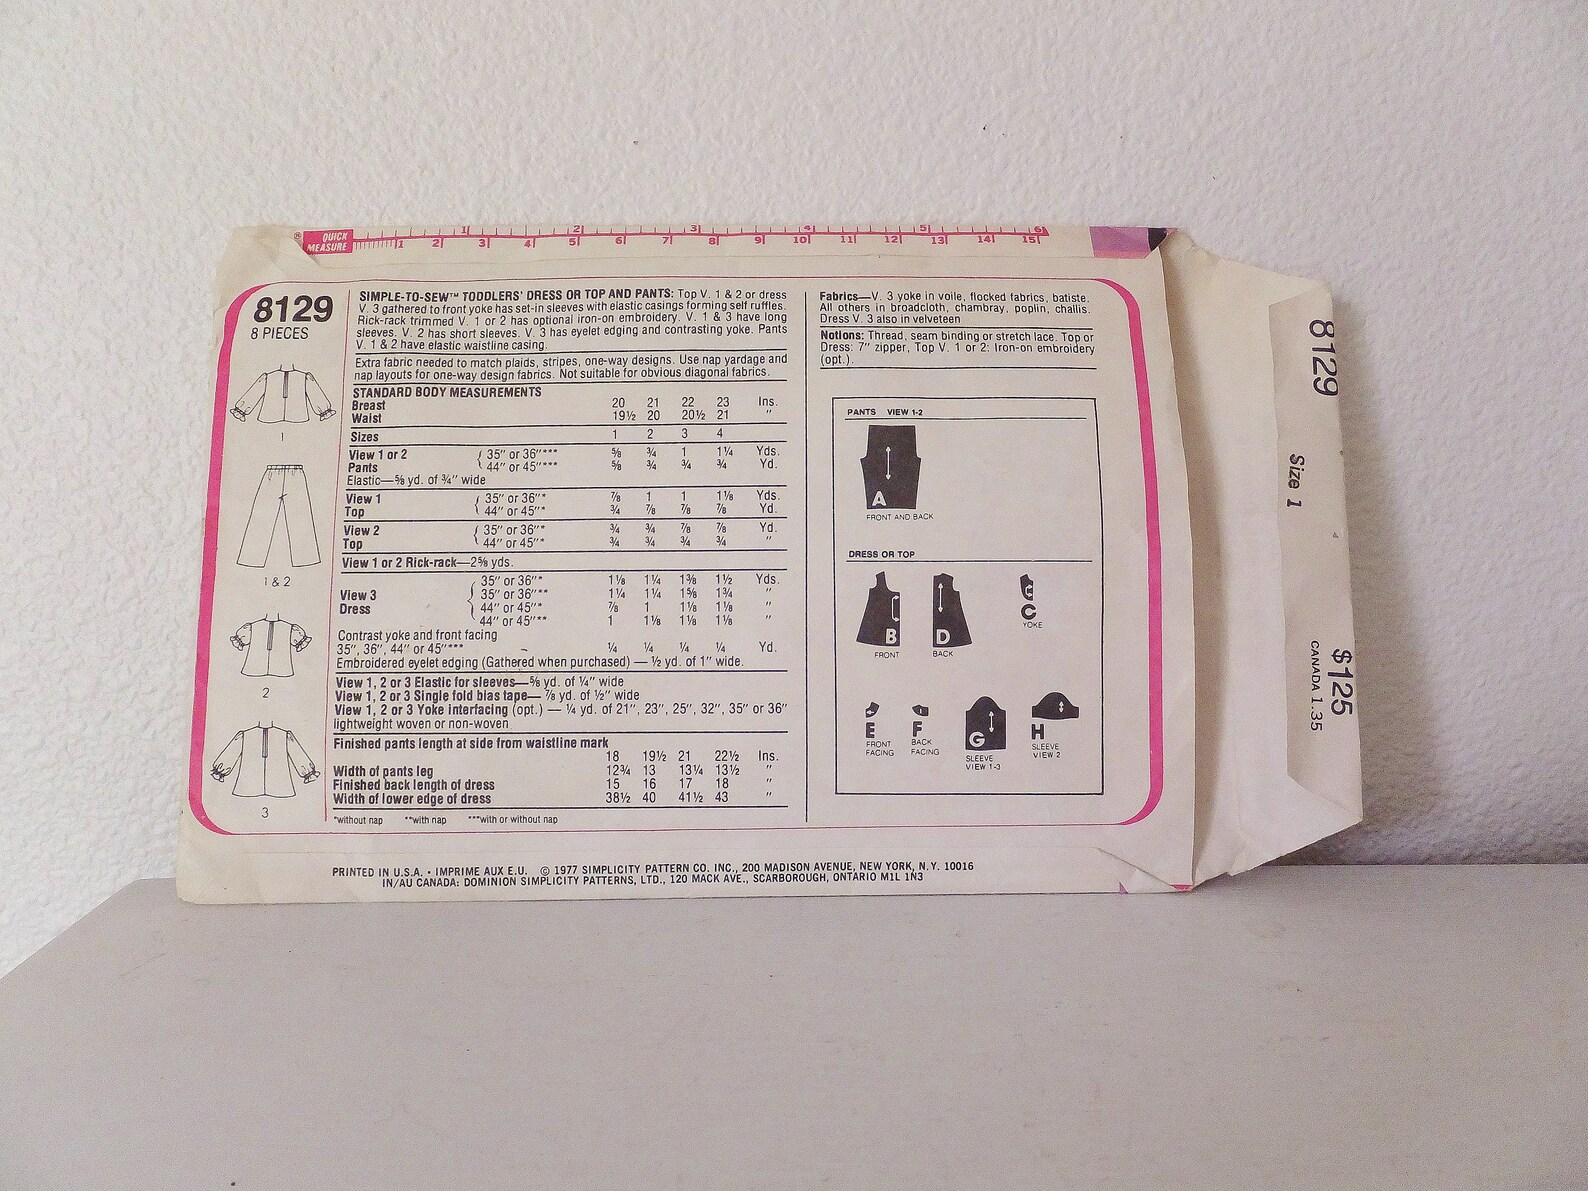 ® QUICK MEASURE
1 2 3 4 5 6
1 2 3 4 5 6 7 8 9 10 11 12 13 14 15
8129
8 PIECES
1
1 & 2
2
3
SIMPLE-TO-SEW™ TODDLERS' DRESS OR TOP AND PANTS: Top V. 1 & 2 or dress
V. 3 gathered to front yoke has set-in sleeves with elastic casings forming self ruffles.
Rick-rack trimmed V. 1 or 2 has optional iron-on embroidery. V. 1 & 3 have long
sleeves. V. 2 has short sleeves. V. 3 has eyelet edging and contrasting yoke. Pants
V. 1 & 2 have elastic waistline casing.
Extra fabric needed to match plaids, stripes, one-way designs. Use nap yardage and
nap layouts for one-way design fabrics. Not suitable for obvious diagonal fabrics.
STANDARD BODY MEASUREMENTS
Breast 20 21 22 23 Ins.
Waist 19½ 20 20½ 21 "
Sizes 1 2 3 4
View 1 or 2 { 35" or 36"*** ⅝ ¾ 1 1¼ Yds.
Pants 44" or 45"*** ⅝ ¾ ¾ ¾ Yd.
Elastic—⅝ yd. of ¾" wide
View 1 { 35" or 36"* ⅞ 1 1 1⅛ Yds.
Top 44" or 45"* ¾ ⅞ ⅞ ⅞ Yd.
View 2 { 35" or 36"* ¾ ¾ ⅞ ⅞ Yd.
Top 44" or 45"* ¾ ¾ ¾ ¾ "
View 1 or 2 Rick-rack—2⅝ yds.
35" or 36"* 1⅛ 1¼ 1⅜ 1½ Yds.
View 3 { 35" or 36"** 1¼ 1¼ 1⅝ 1¾ "
Dress 44" or 45"* ⅞ 1 1⅛ 1⅛ "
44" or 45"** 1 1⅛ 1⅛ 1⅛ "
Contrast yoke and front facing
35", 36", 44" or 45"*** ¼ ¼ ¼ ¼ Yd.
Embroidered eyelet edging (Gathered when purchased) — ½ yd. of 1" wide.
View 1, 2 or 3 Elastic for sleeves—⅝ yd. of ¼" wide
View 1, 2 or 3 Single fold bias tape— ⅞ yd. of ½" wide
View 1, 2 or 3 Yoke interfacing (opt.) — ¼ yd. of 21", 23", 25", 32", 35" or 36"
lightweight woven or non-woven
Finished pants length at side from waistline mark
18 19½ 21 22½ Ins.
Width of pants leg 12¾ 13 13¼ 13½ "
Finished back length of dress 15 16 17 18 "
Width of lower edge of dress 38½ 40 41½ 43 "
*without nap **with nap ***with or without nap
Fabrics—V. 3 yoke in voile, flocked fabrics, batiste.
All others in broadcloth, chambray, poplin, challis.
Dress V. 3 also in velveteen
Notions: Thread, seam binding or stretch lace. Top or
Dress: 7" zipper, Top V. 1 or 2: Iron-on embroidery
(opt.).
PANTS VIEW 1-2
A
FRONT AND BACK
DRESS OR TOP
B
FRONT
D
BACK
C
YOKE
E
FRONT
FACING
F
BACK
FACING
G
SLEEVE
VIEW 1-3
H
SLEEVE
VIEW 2
PRINTED IN U.S.A. • IMPRIME AUX E.U. © 1977 SIMPLICITY PATTERN CO. INC., 200 MADISON AVENUE, NEW YORK, N.Y. 10016
IN/AU CANADA: DOMINION SIMPLICITY PATTERNS, LTD., 120 MACK AVE., SCARBOROUGH, ONTARIO M1L 1N3
8129
Size 1
$125
CANADA 1.35